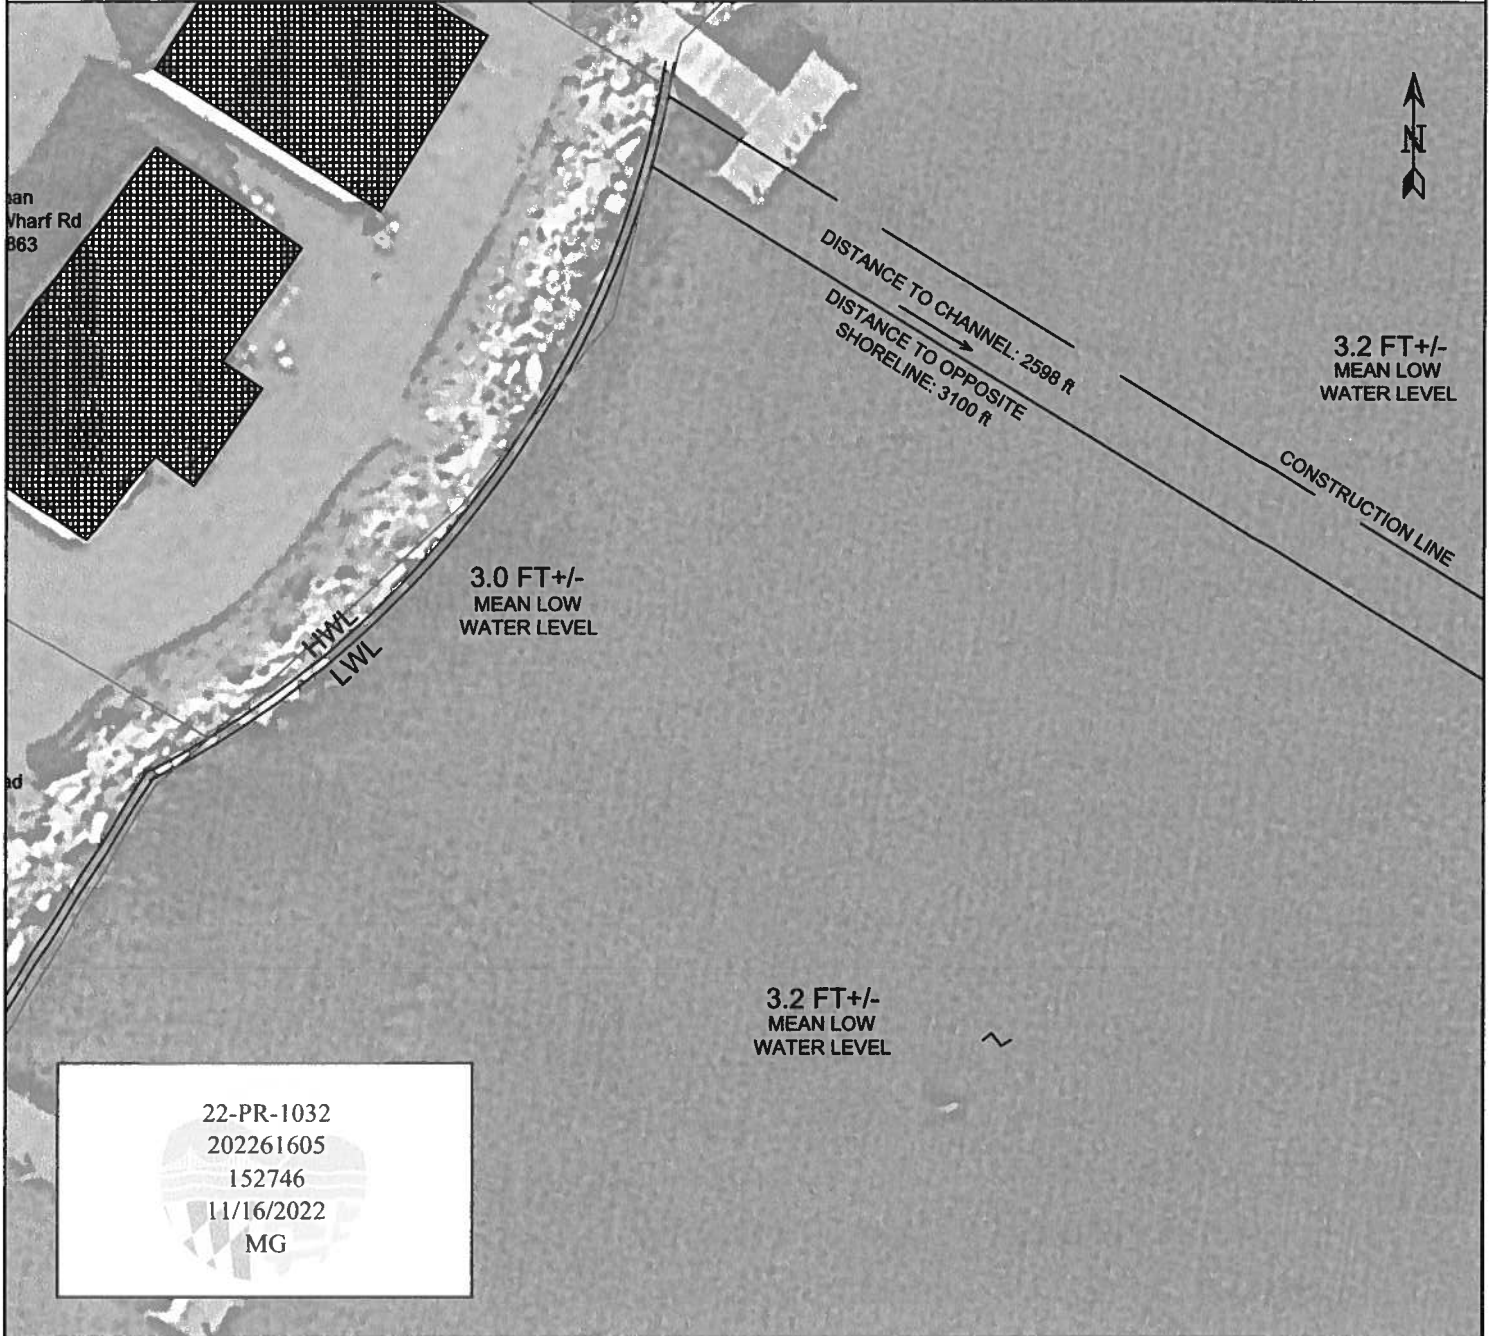 N
Wharf Rd
863
DISTANCE TO CHANNEL: 2598 ft
DISTANCE TO OPPOSITE
SHORELINE: 3100 ft
3.2 FT+/-
MEAN LOW
WATER LEVEL
CONSTRUCTION LINE
3.0 FT+/-
MEAN LOW
WATER LEVEL
HWL
LWL
3.2 FT+/-
MEAN LOW
WATER LEVEL
22-PR-1032
202261605
152746
11/16/2022
MG